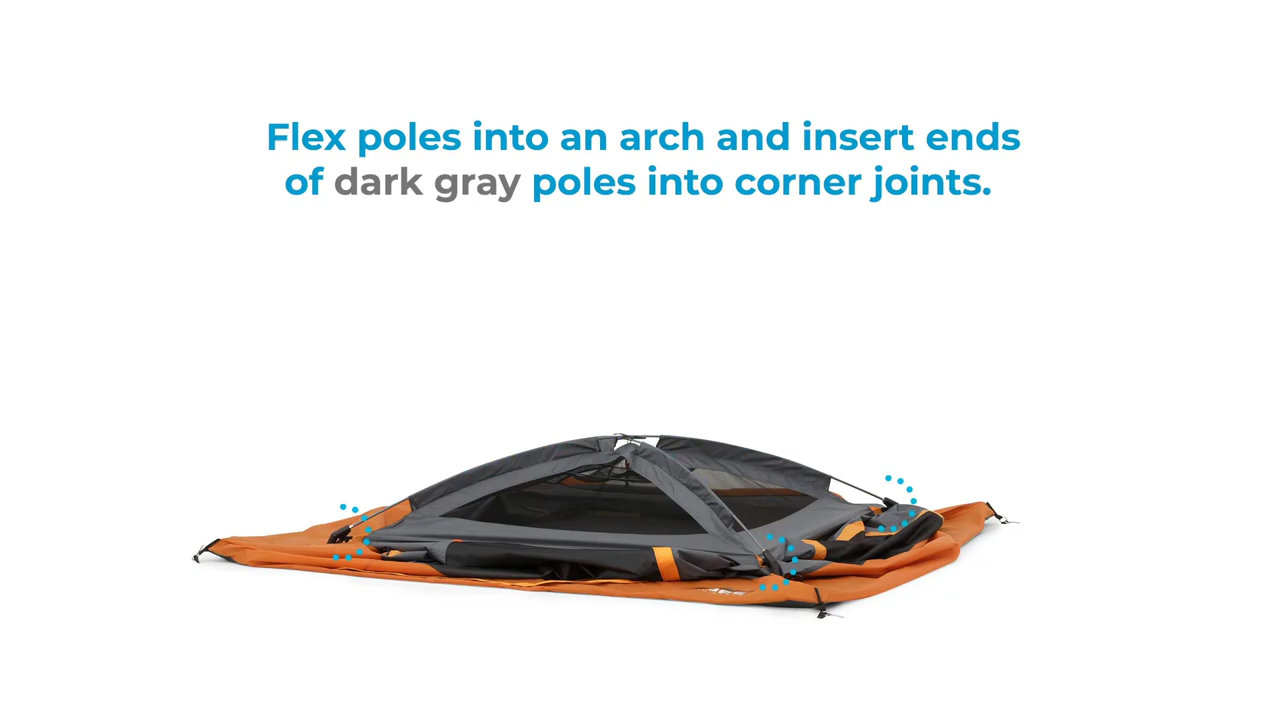 Flex poles into an arch and insert ends
of dark gray poles into corner joints.